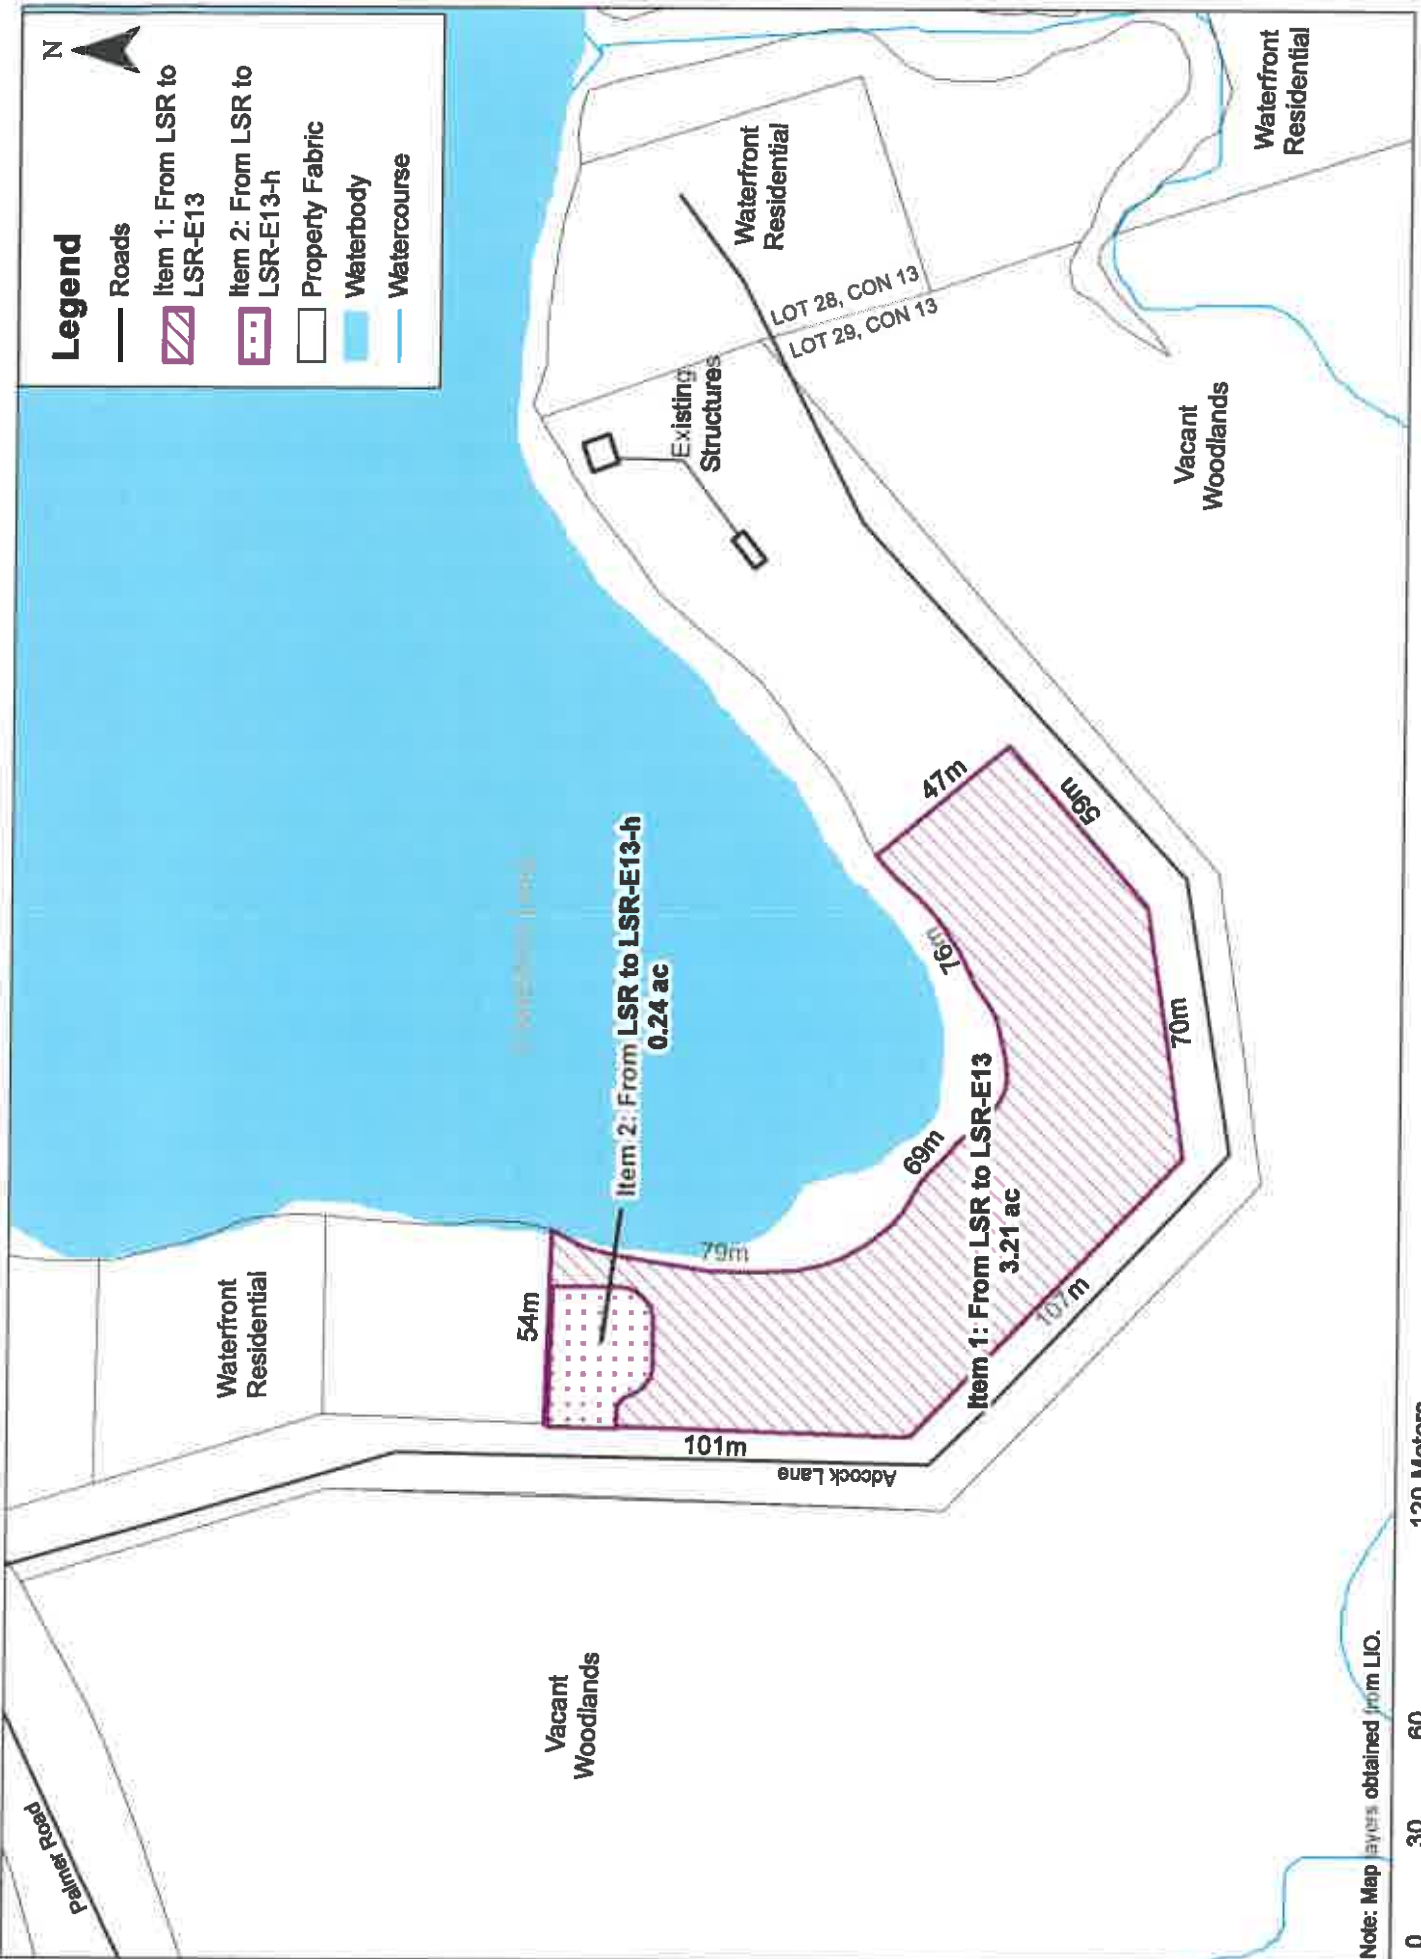 N
Legend
Roads
Item 1: From LSR to
LSR-E13
Item 2: From LSR to
LSR-E13-h
Property Fabric
Waterbody
Watercourse
Palmer Road
Waterfront
Residential
Vacant
Woodlands
54m
Item 2: From LSR to LSR-E13-h
0.24 ac
79m
101m
Adcock Lane
69m
76m
Item 1: From LSR to LSR-E13
3.21 ac
107m
70m
59m
47m
Existing
Structures
LOT 28, CON 13
LOT 29, CON 13
Waterfront
Residential
Waterfront
Residential
Vacant
Woodlands
Note: Map layers obtained from LIO.
0 30 60 120 Meters